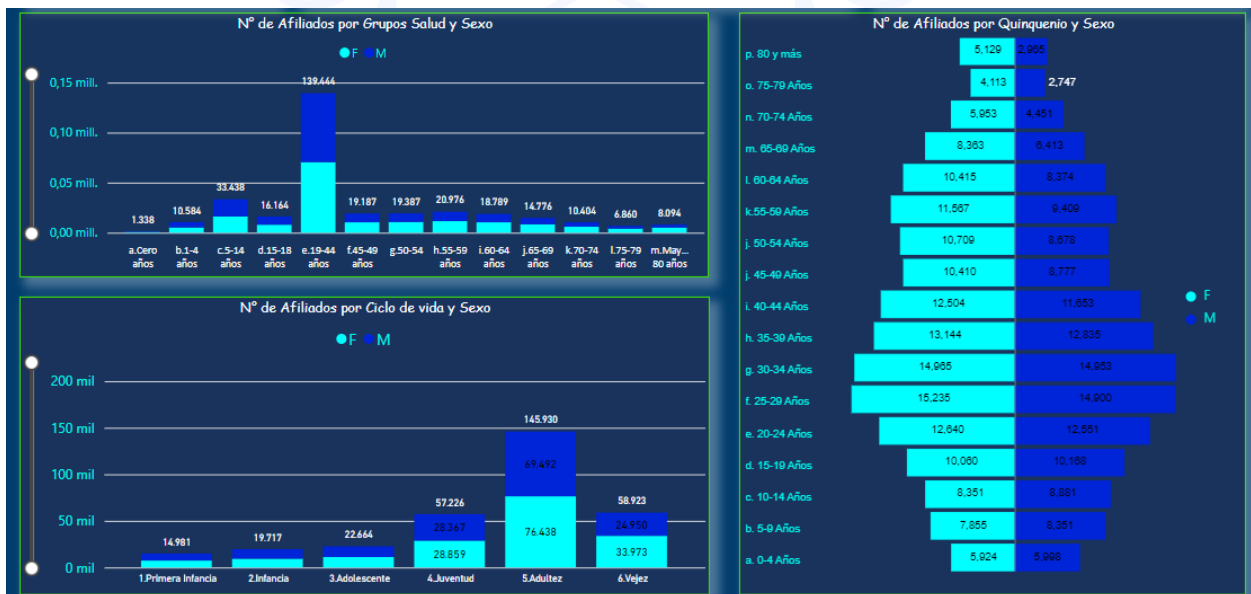 N° de Afiliados por Grupos Salud y Sexo
F M
139.444
0,15 mill.
0,10 mill.
0,05 mill.
33.438
10.584
16.164
19.187
19.387
20.976
18.789
14.776
10.404
6.860
8.094
1.338
0,00 mill.
a.Cero años
b.1-4 años
c.5-14 años
d.15-18 años
e.19-44 años
f.45-49 años
g.50-54
h.55-59 años
i.60-64 años
j.65-69 años
k.70-74 años
l.75-79 años
m.May... 80 años
N° de Afiliados por Ciclo de vida y Sexo
F M
200 mil
150 mil
145.930
100 mil
69.492
50 mil
14.981
19.717
22.664
57.226
28.367
28.859
76.438
58.923
24.950
33.973
0 mil
1.Primera Infancia
2.Infancia
3.Adolescente
4.Juventud
5.Adultez
6.Vejez
N° de Afiliados por Quinquenio y Sexo
p. 80 y más 5,129 2,965
o. 75-79 Años 4,113 2,747
n. 70-74 Años 5,953 4,451
m. 65-69 Años 8,363 6,413
l. 60-64 Años 10,415 8,374
k.55-59 Años 11,567 9,409
j. 50-54 Años 10,709 8,678
j. 45-49 Años 10,410 8,777
i. 40-44 Años 12,504 11,653
h. 35-39 Años 13,144 12,835
g. 30-34 Años 14,965 14,953
f. 25-29 Años 15,235 14,900
e. 20-24 Años 12,640 12,551
d. 15-19 Años 10,060 10,168
c. 10-14 Años 8,351 8,881
b. 5-9 Años 7,855 8,351
a. 0-4 Años 5,924 5,998
F
M